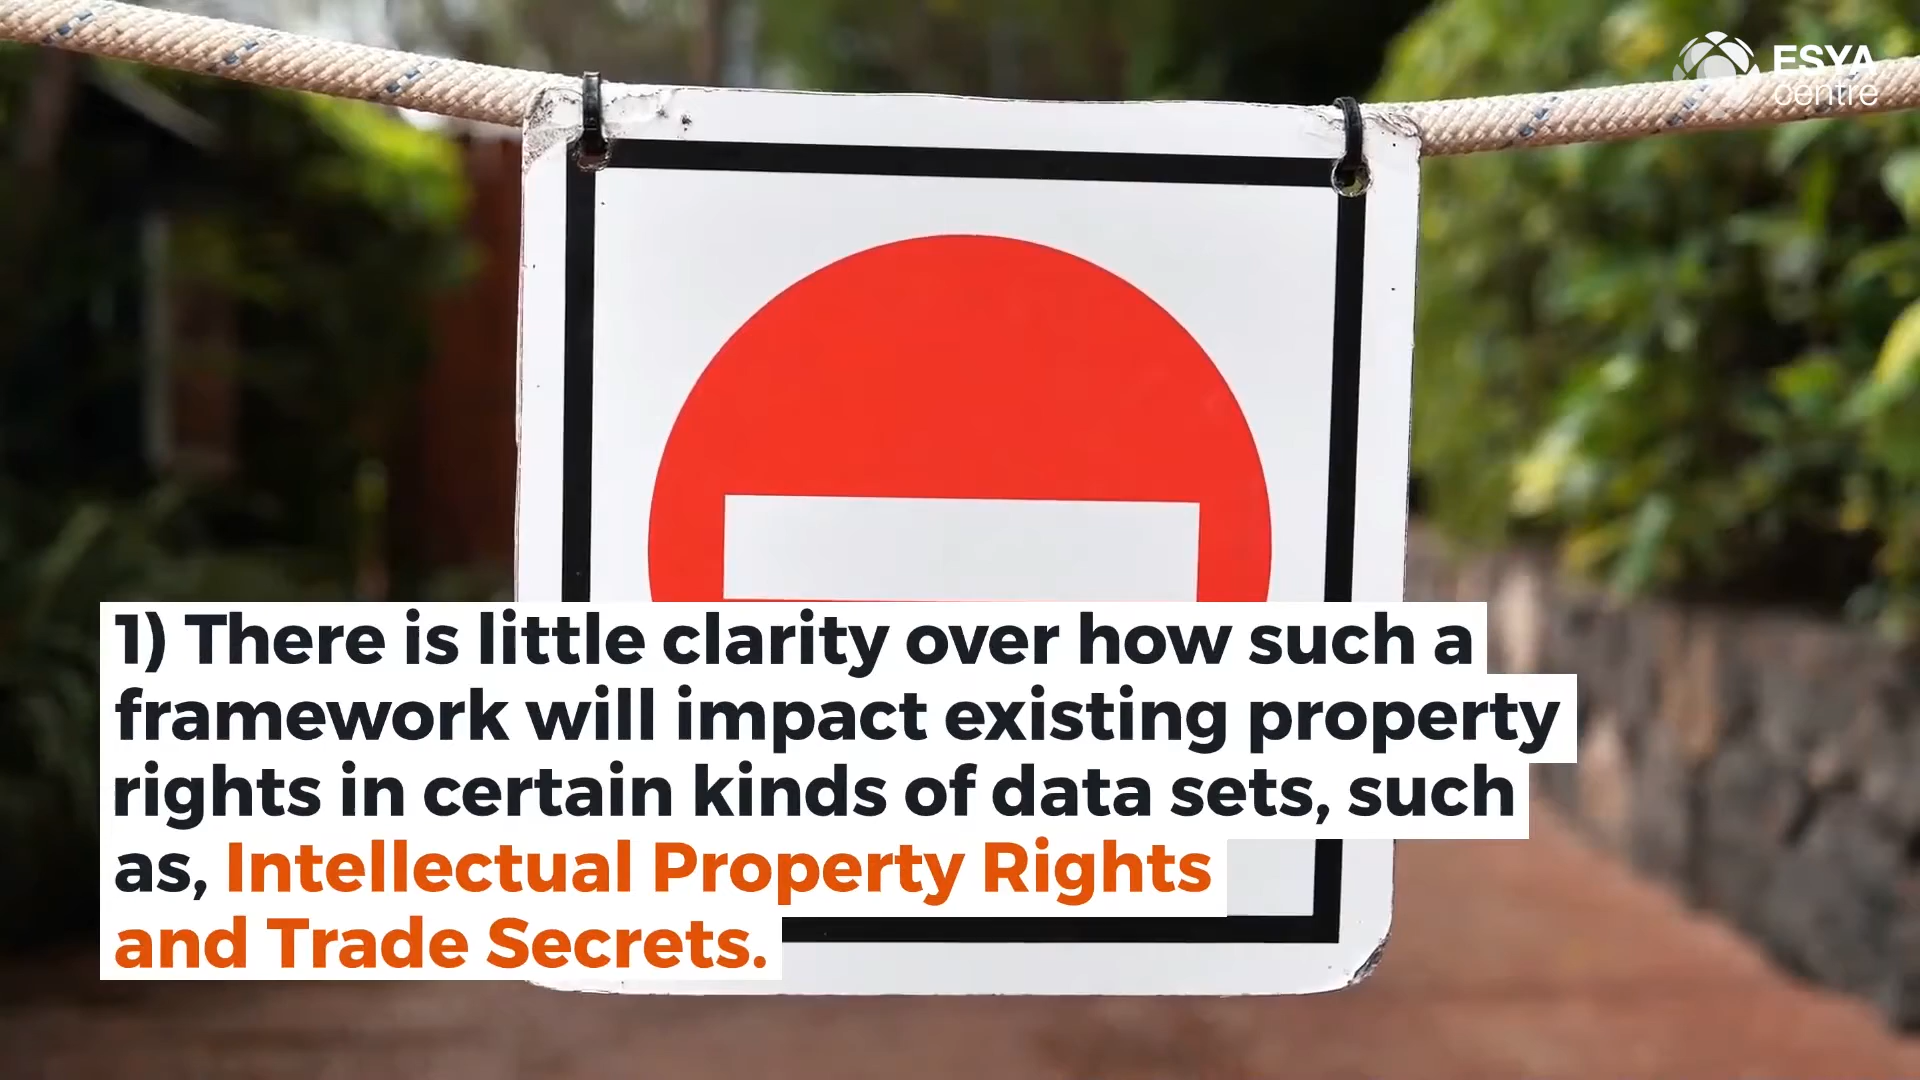 ESYA
centre
1) There is little clarity over how such a
framework will impact existing property
rights in certain kinds of data sets, such
as, Intellectual Property Rights
and Trade Secrets.